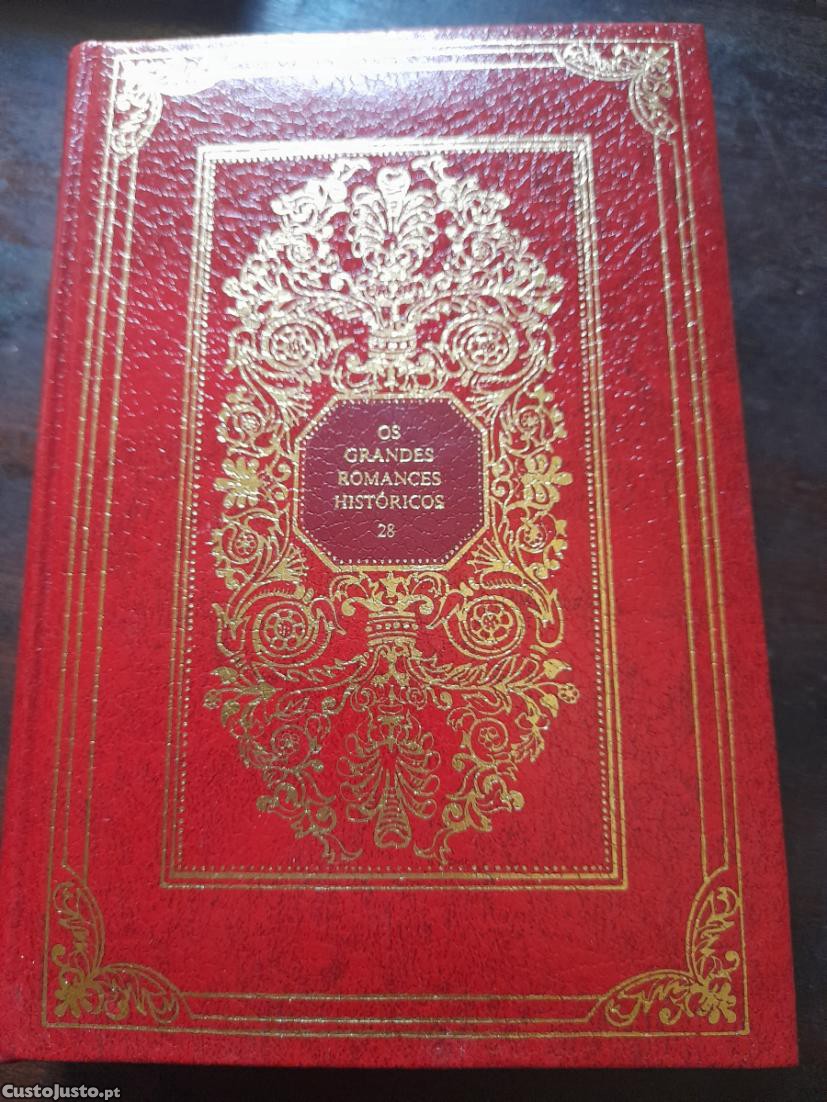 OS
GRANDES
ROMANCES
HISTÓRICOS
28
CustoJusto.pt